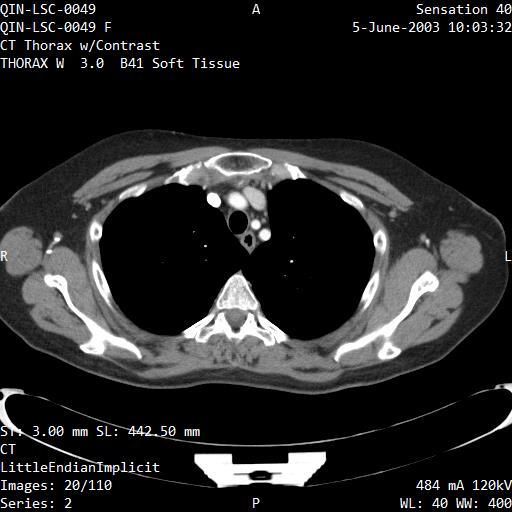 QIN-LSC-0049 A Sensation 40
QIN-LSC-0049 F 5-June-2003 10:03:32
CT Thorax w/Contrast
THORAX W 3.0 B41 Soft Tissue
R L
ST: 3.00 mm SL: 442.50 mm
CT
LittleEndianImplicit
Images: 20/110 484 mA 120kV
Series: 2 P WL: 40 WW: 400